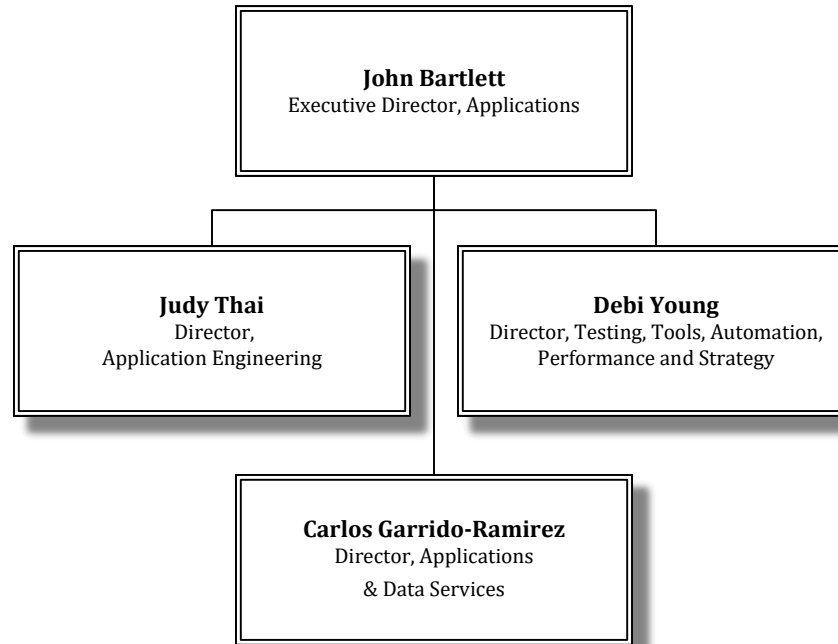 John Bartlett
Executive Director, Applications
Judy Thai
Director,
Application Engineering
Debi Young
Director, Testing, Tools, Automation,
Performance and Strategy
Carlos Garrido-Ramirez
Director, Applications
& Data Services